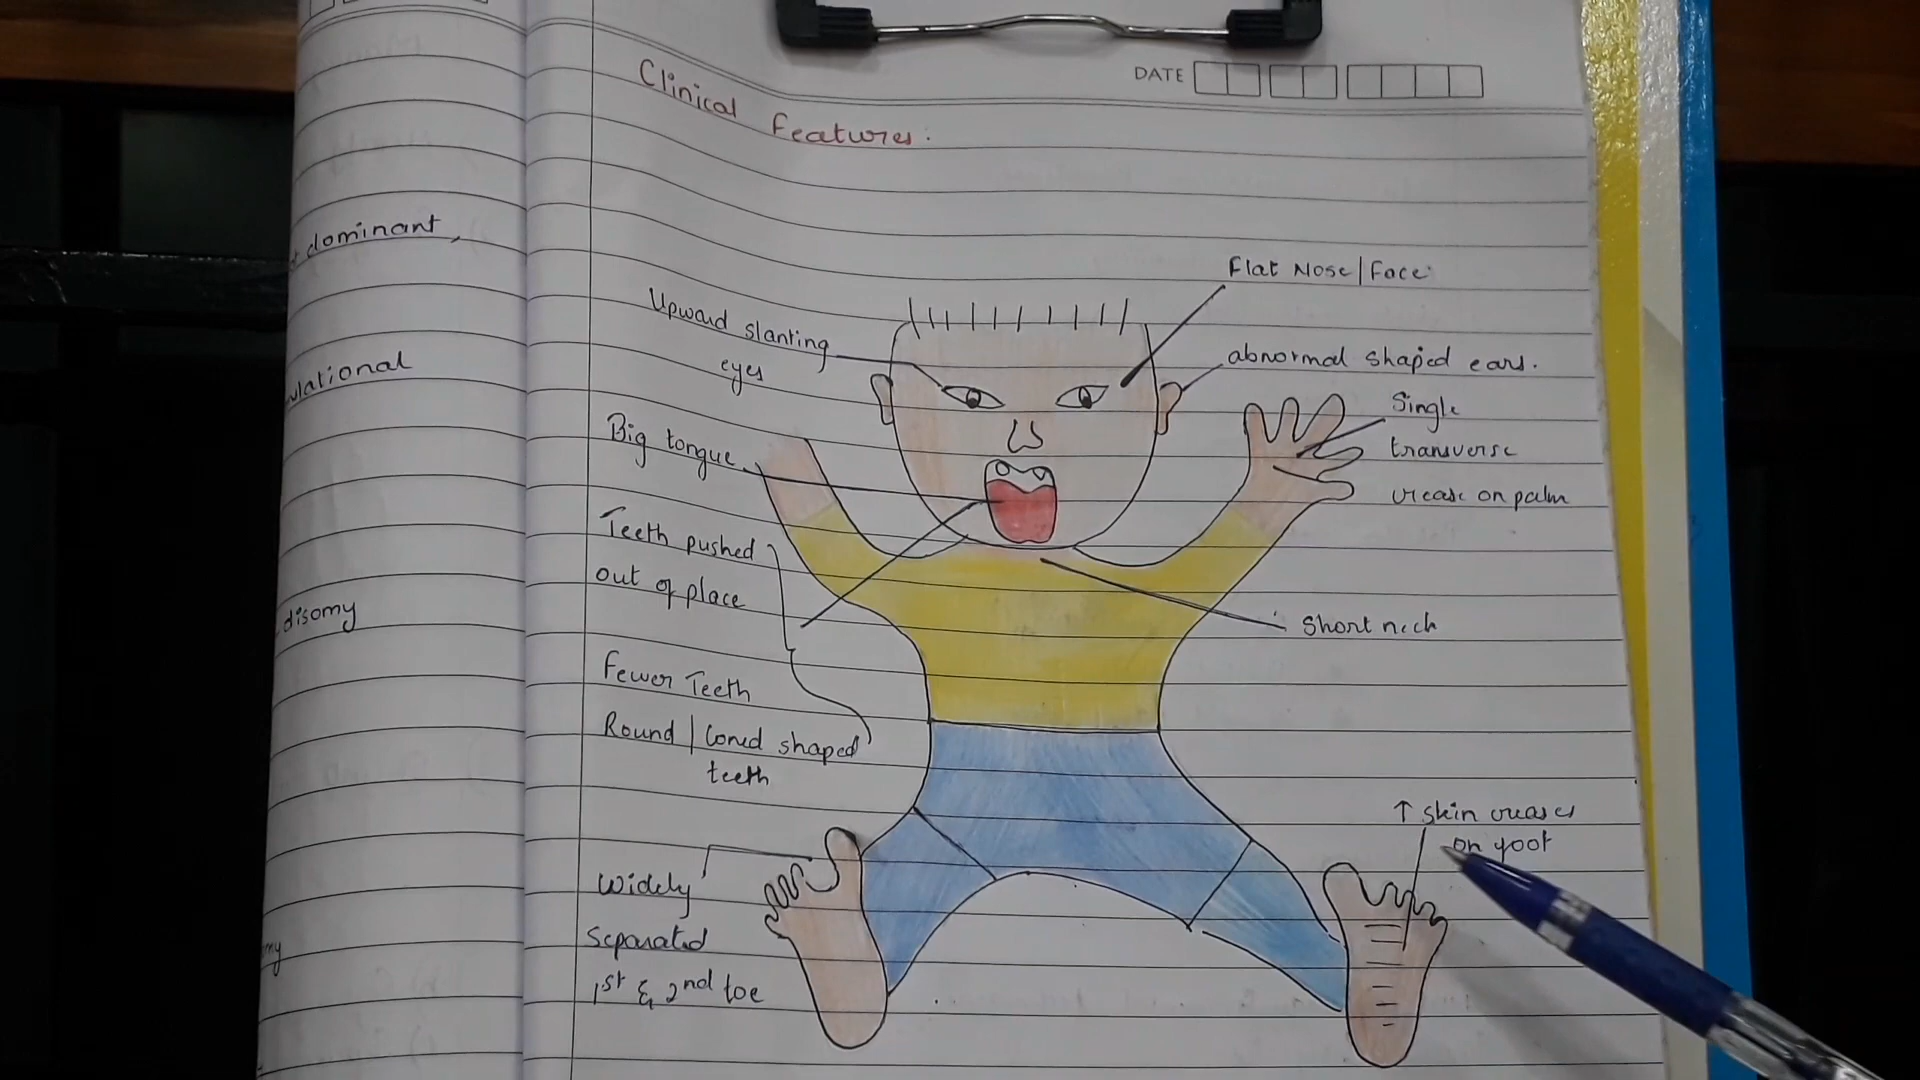 DATE
Clinical Features:
dominant,
disomy
Flat Nose/Face
Upward slanting
eyes
abnormal shaped ears.
Single
transverse
crease on palm
Big tongue
Teeth pushed
out of place
Short neck
Fewer Teeth
Round/Coned shaped
teeth
↑ skin creases
on foot
Widely
Separated
1st & 2nd toe